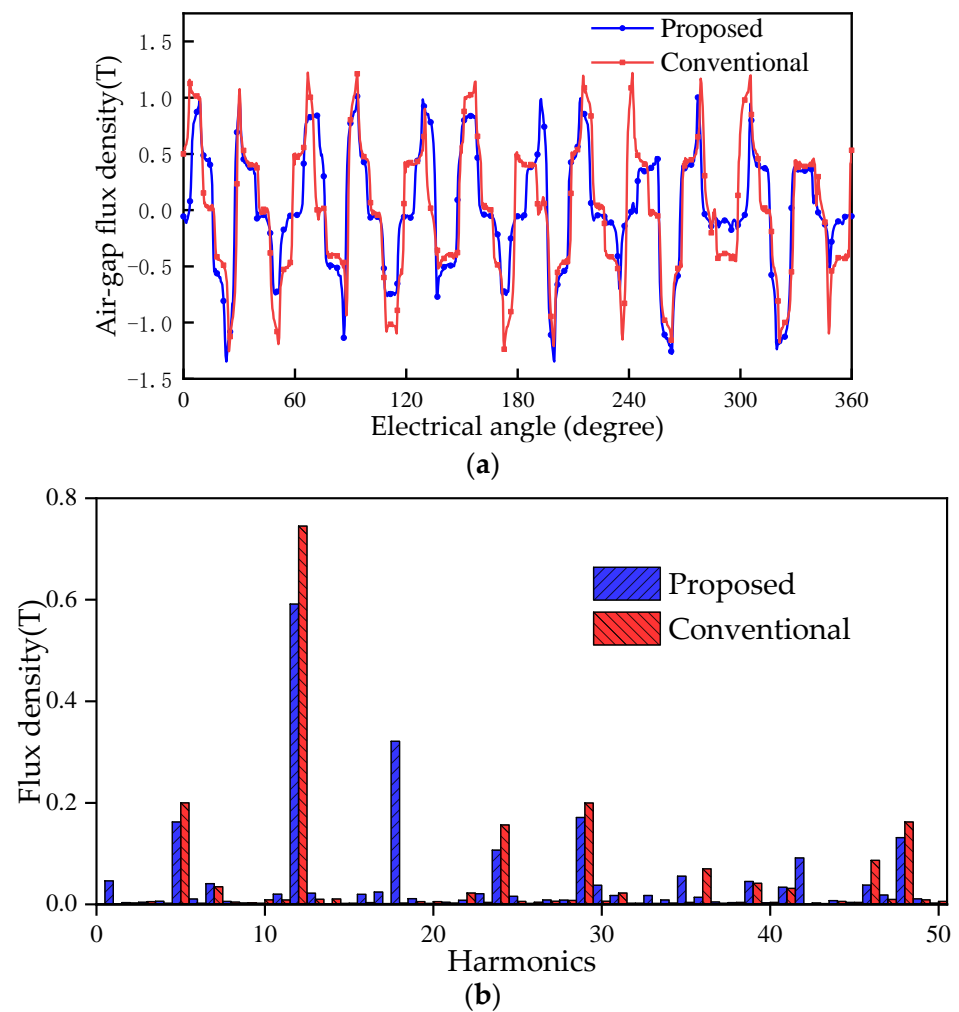 Air-gap flux density(T)
1.5
1.0
0.5
0.0
-0.5
-1.0
-1.5
Proposed
Conventional
0 60 120 180 240 300 360
Electrical angle (degree)
(a)
Flux density(T)
0.8
0.6
0.4
0.2
0.0
Proposed
Conventional
0 10 20 30 40 50
Harmonics
(b)